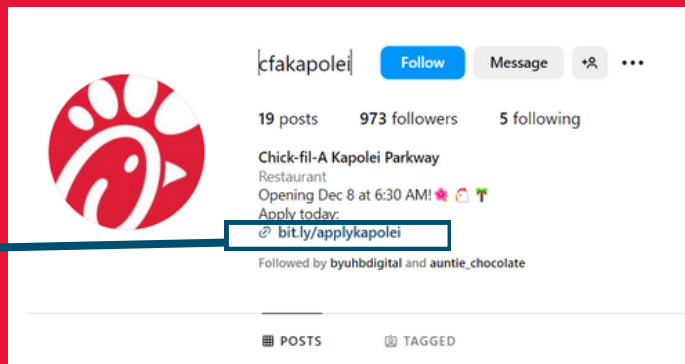 cfakapolei Follow Message
19 posts 973 followers 5 following
Chick-fil-A Kapolei Parkway
Restaurant
Opening Dec 8 at 6:30 AM!🌺🐔🌴
Apply today:
bit.ly/applykapolei
Followed by byuhbdigital and auntie_chocolate
POSTS TAGGED